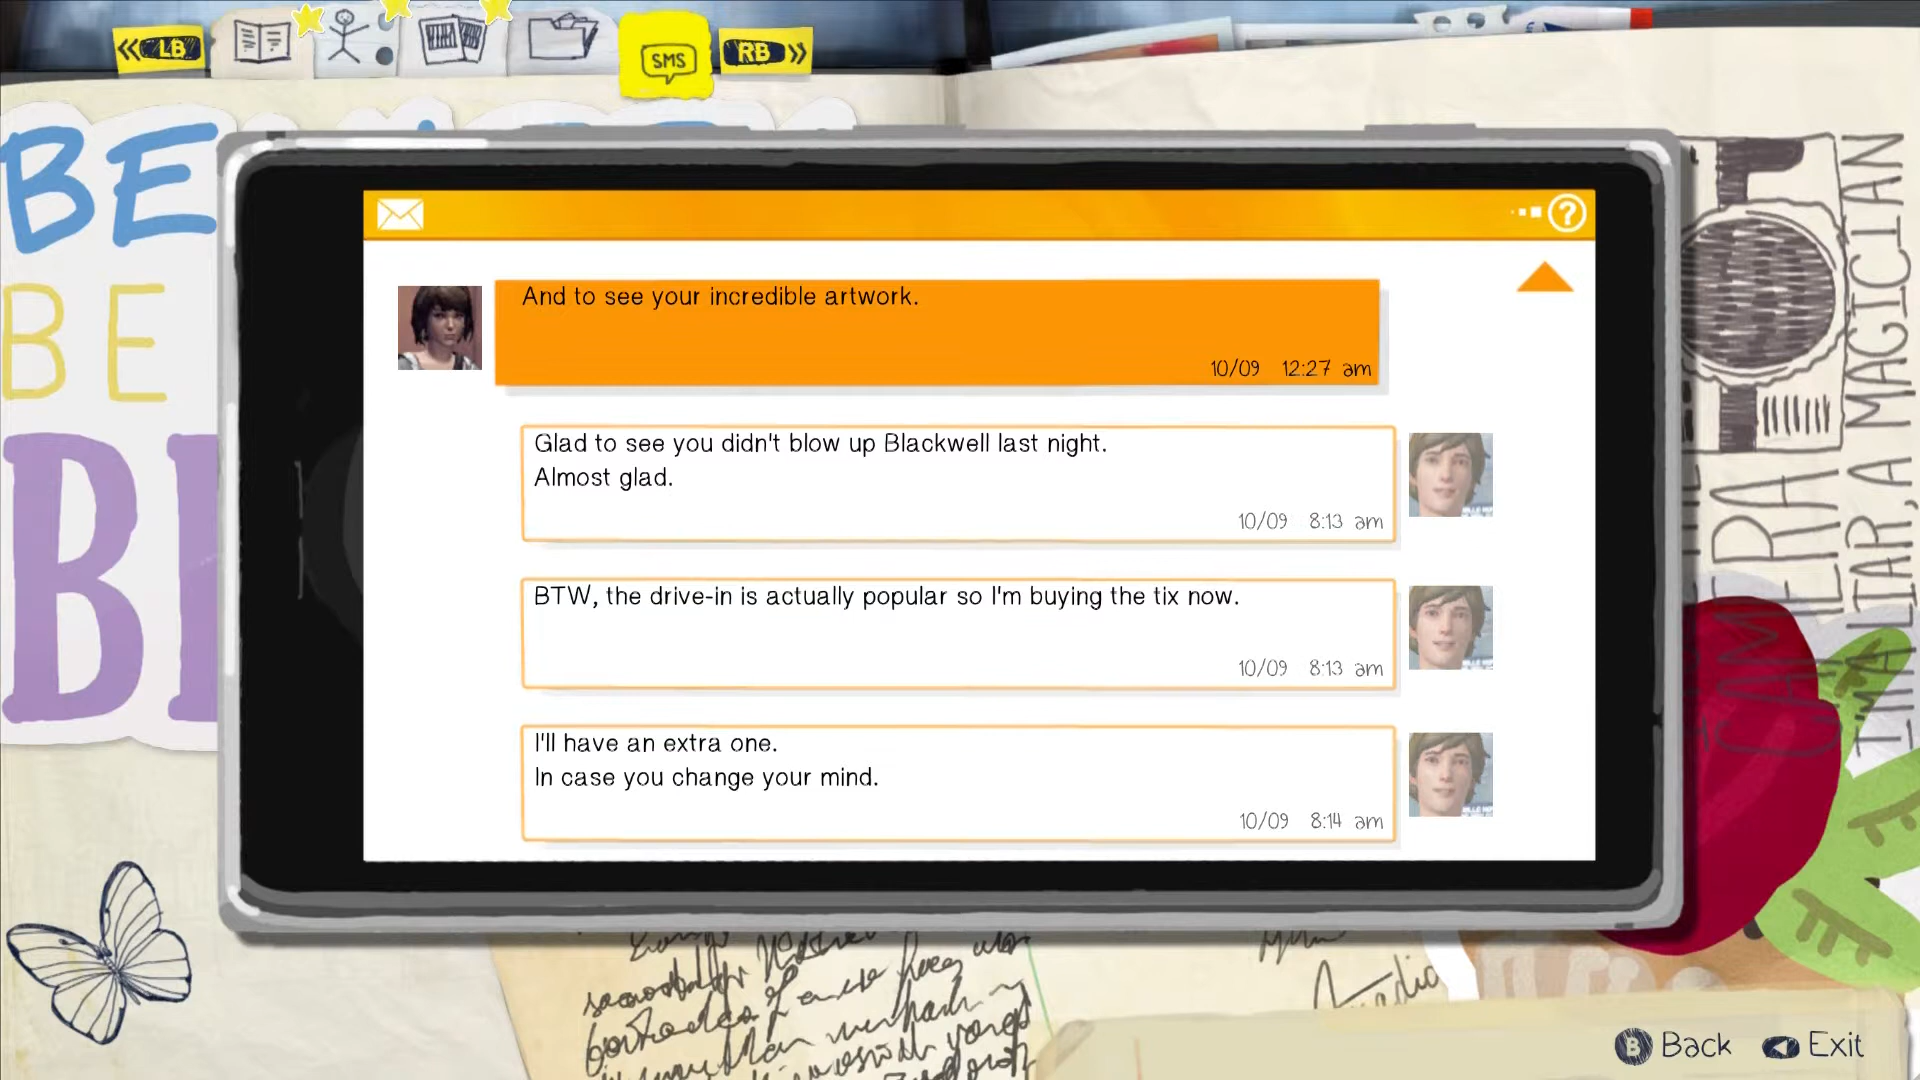 LB
SMS
RB
BE
BE
And to see your incredible artwork.
10/09 12:27 am
Glad to see you didn't blow up Blackwell last night.
Almost glad.
10/09 8:13 am
BTW, the drive-in is actually popular so I'm buying the tix now.
10/09 8:13 am
I'll have an extra one.
In case you change your mind.
10/09 8:14 am
CAMERA
I'M A LIAR, A MAGICIAN
B Back
Exit